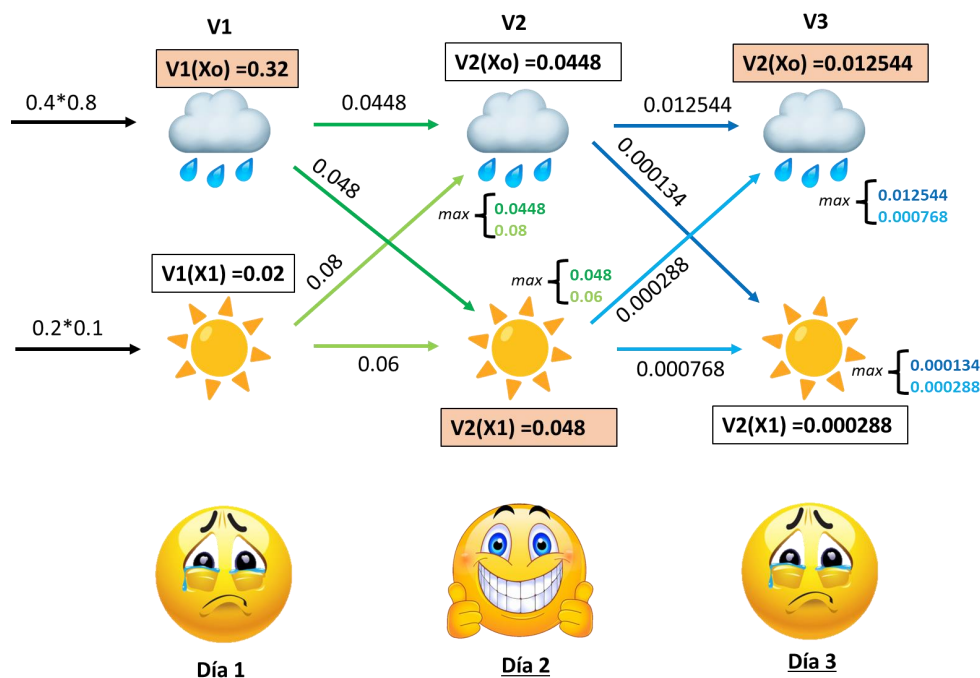 V1
V2
V3
V1(Xo) =0.32
V2(Xo) =0.0448
V2(Xo) =0.012544
0.4*0.8
0.0448
0.012544
0.048
0.000134
max
0.0448
0.08
max
0.012544
0.000768
V1(X1) =0.02
0.08
max
0.048
0.06
0.000288
0.2*0.1
0.06
0.000768
max
0.000134
0.000288
V2(X1) =0.048
V2(X1) =0.000288
Día 1
Día 2
Día 3